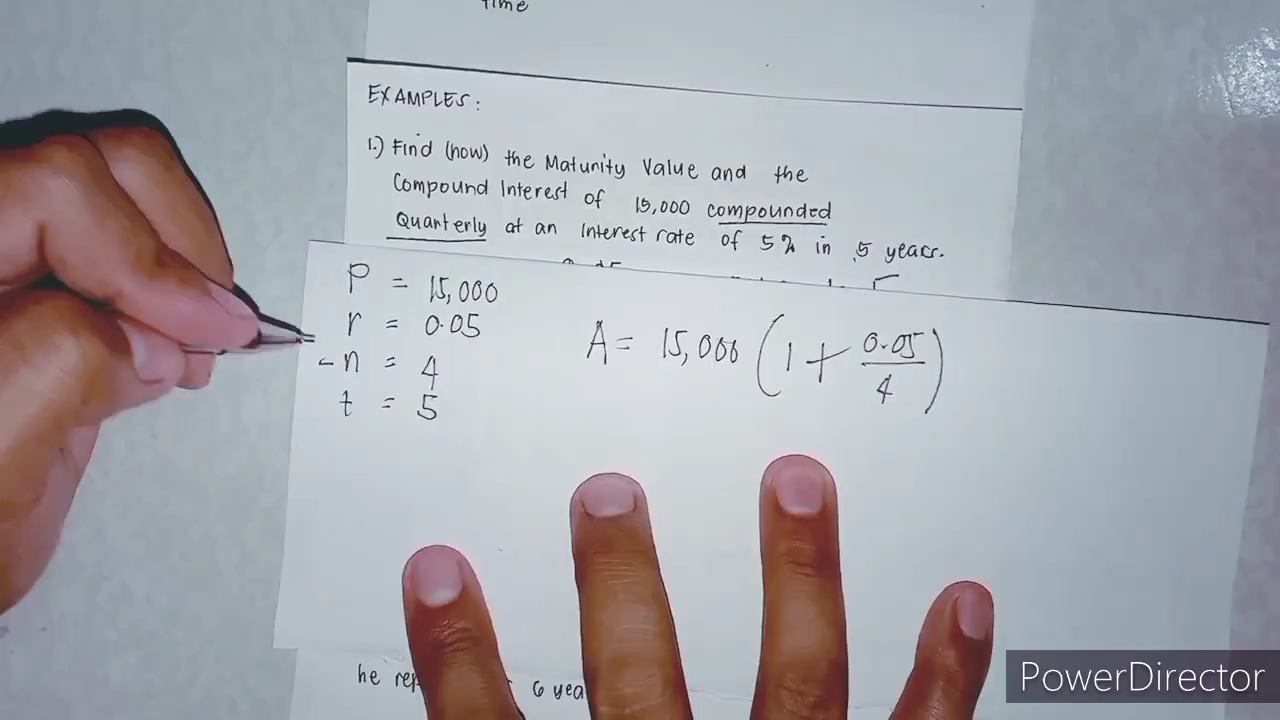 time
EXAMPLES:
1.) Find (how) the Maturity Value and the
Compound Interest of 15,000 compounded
Quarterly at an interest rate of 5% in 5 years.
P = 15,000
r = 0.05
n = 4
t = 5
A = 15,000 (1 + 0.05/4)
he
6
PowerDirector